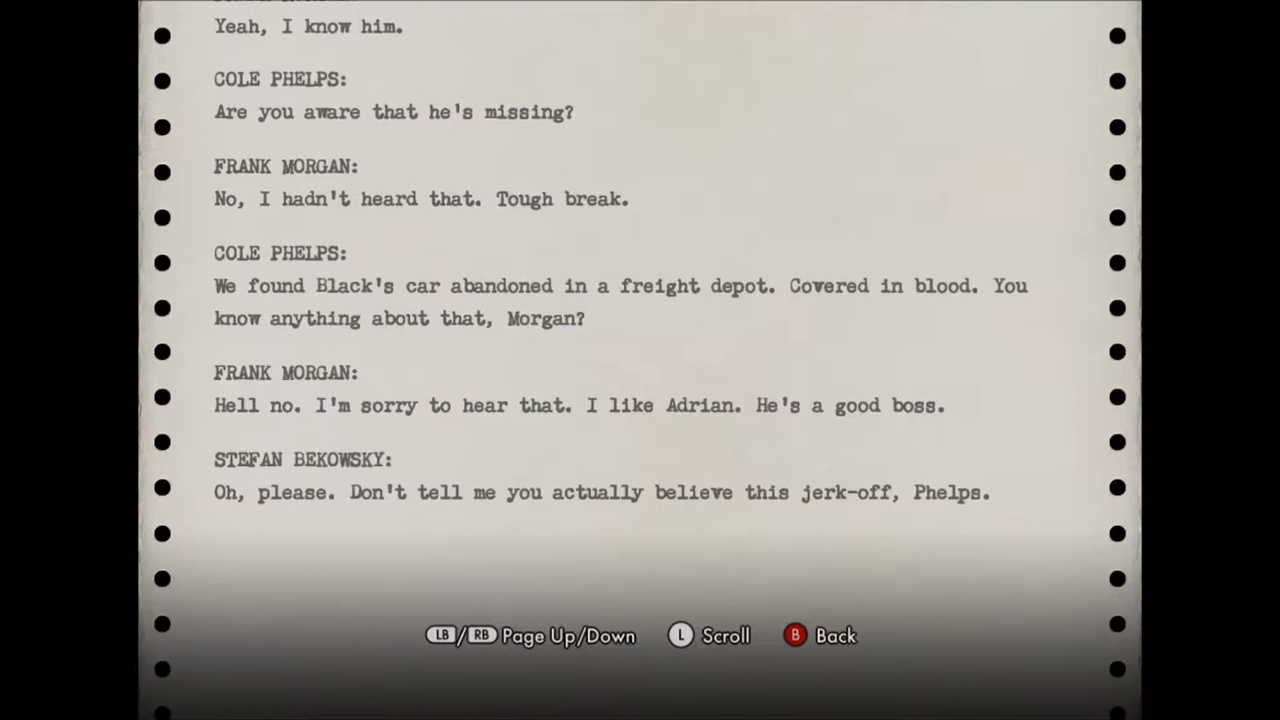 Yeah, I know him.
COLE PHELPS:
Are you aware that he's missing?
FRANK MORGAN:
No, I hadn't heard that. Tough break.
COLE PHELPS:
We found Black's car abandoned in a freight depot. Covered in blood. You
know anything about that, Morgan?
FRANK MORGAN:
Hell no. I'm sorry to hear that. I like Adrian. He's a good boss.
STEFAN BEKOWSKY:
Oh, please. Don't tell me you actually believe this jerk-off, Phelps.
LB/RB Page Up/Down L Scroll B Back